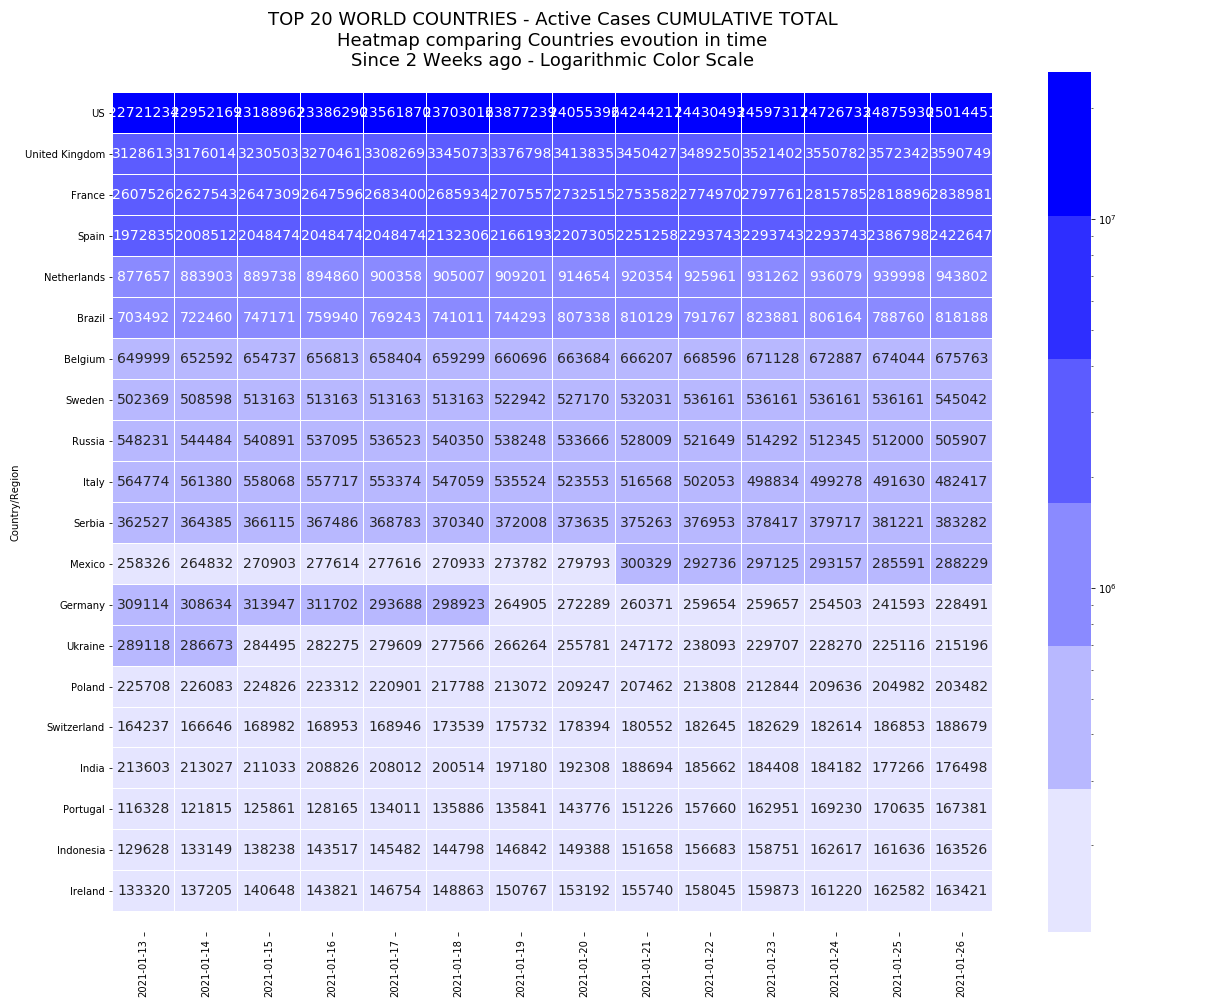 TOP 20 WORLD COUNTRIES - Active Cases CUMULATIVE TOTAL
Heatmap comparing Countries evoution in time
Since 2 Weeks ago - Logarithmic Color Scale
US 22721234 22952169 23188962 23386290 23561870 23703016 23877239 24055396 24244217 24430493 24597317 24726733 24875930 25014451
United Kingdom 3128613 3176014 3230503 3270461 3308269 3345073 3376798 3413835 3450427 3489250 3521402 3550782 3572342 3590749
France 2607526 2627543 2647309 2647596 2683400 2685934 2707557 2732515 2753582 2774970 2797761 2815785 2818896 2838981
Spain 1972835 2008512 2048474 2048474 2048474 2132306 2166193 2207305 2251258 2293743 2293743 2293743 2386798 2422647
Netherlands 877657 883903 889738 894860 900358 905007 909201 914654 920354 925961 931262 936079 939998 943802
Brazil 703492 722460 747171 759940 769243 741011 744293 807338 810129 791767 823881 806164 788760 818188
Belgium 649999 652592 654737 656813 658404 659299 660696 663684 666207 668596 671128 672887 674044 675763
Sweden 502369 508598 513163 513163 513163 513163 522942 527170 532031 536161 536161 536161 536161 545042
Russia 548231 544484 540891 537095 536523 540350 538248 533666 528009 521649 514292 512345 512000 505907
Italy 564774 561380 558068 557717 553374 547059 535524 523553 516568 502053 498834 499278 491630 482417
Serbia 362527 364385 366115 367486 368783 370340 372008 373635 375263 376953 378417 379717 381221 383282
Mexico 258326 264832 270903 277614 277616 270933 273782 279793 300329 292736 297125 293157 285591 288229
Germany 309114 308634 313947 311702 293688 298923 264905 272289 260371 259654 259657 254503 241593 228491
Ukraine 289118 286673 284495 282275 279609 277566 266264 255781 247172 238093 229707 228270 225116 215196
Poland 225708 226083 224826 223312 220901 217788 213072 209247 207462 213808 212844 209636 204982 203482
Switzerland 164237 166646 168982 168953 168946 173539 175732 178394 180552 182645 182629 182614 186853 188679
India 213603 213027 211033 208826 208012 200514 197180 192308 188694 185662 184408 184182 177266 176498
Portugal 116328 121815 125861 128165 134011 135886 135841 143776 151226 157660 162951 169230 170635 167381
Indonesia 129628 133149 138238 143517 145482 144798 146842 149388 151658 156683 158751 162617 161636 163526
Ireland 133320 137205 140648 143821 146754 148863 150767 153192 155740 158045 159873 161220 162582 163421
Country/Region
2021-01-13 2021-01-14 2021-01-15 2021-01-16 2021-01-17 2021-01-18 2021-01-19 2021-01-20 2021-01-21 2021-01-22 2021-01-23 2021-01-24 2021-01-25 2021-01-26
10⁷
10⁶